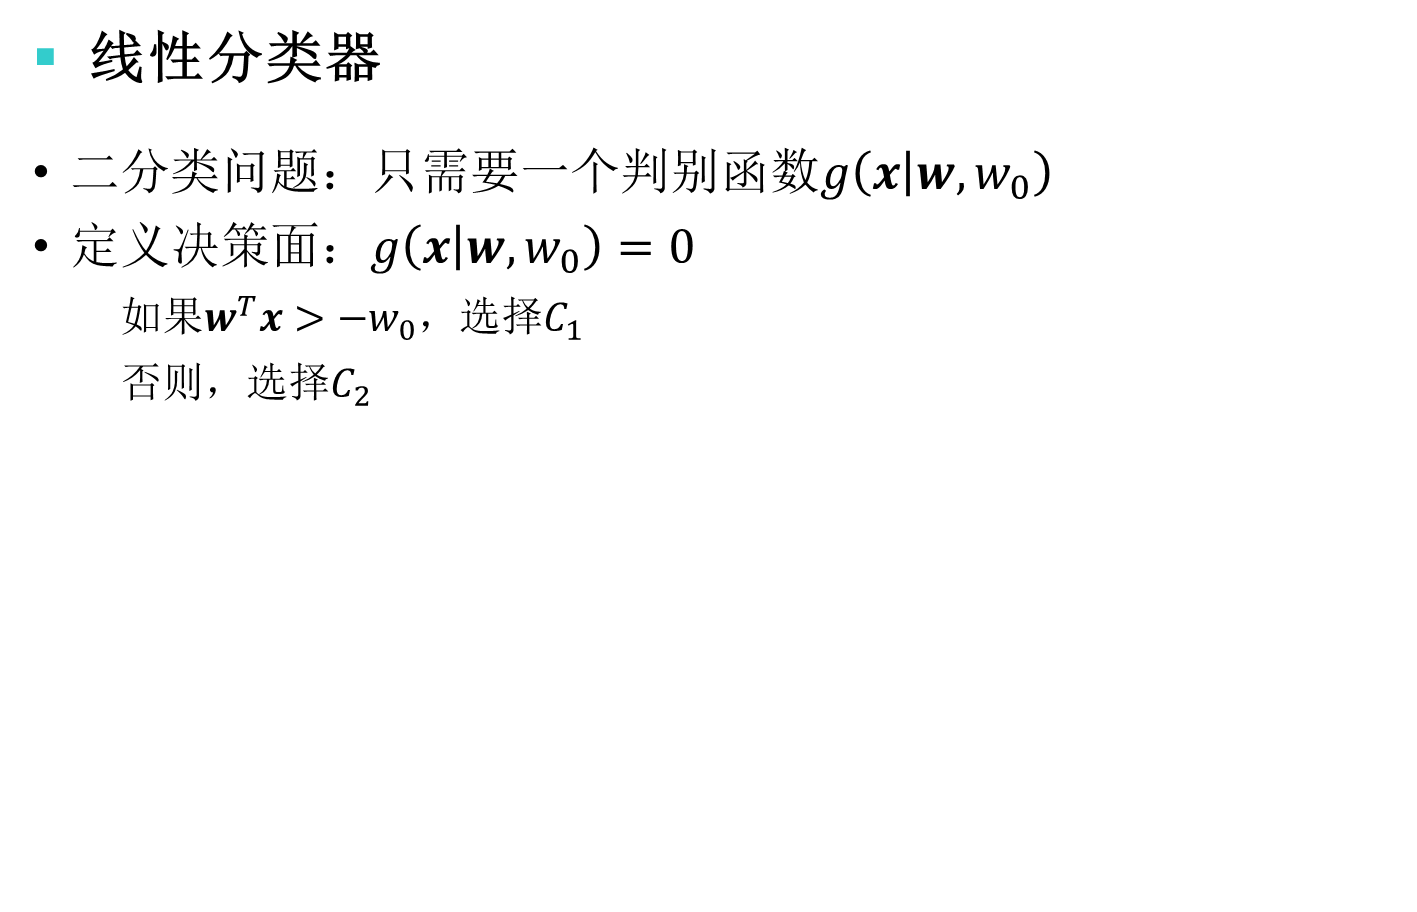 ▪ 线性分类器
• 二分类问题：只需要一个判别函数g(x|w, w₀)
• 定义决策面：g(x|w, w₀) = 0
如果wᵀx > −w₀，选择C₁
否则，选择C₂